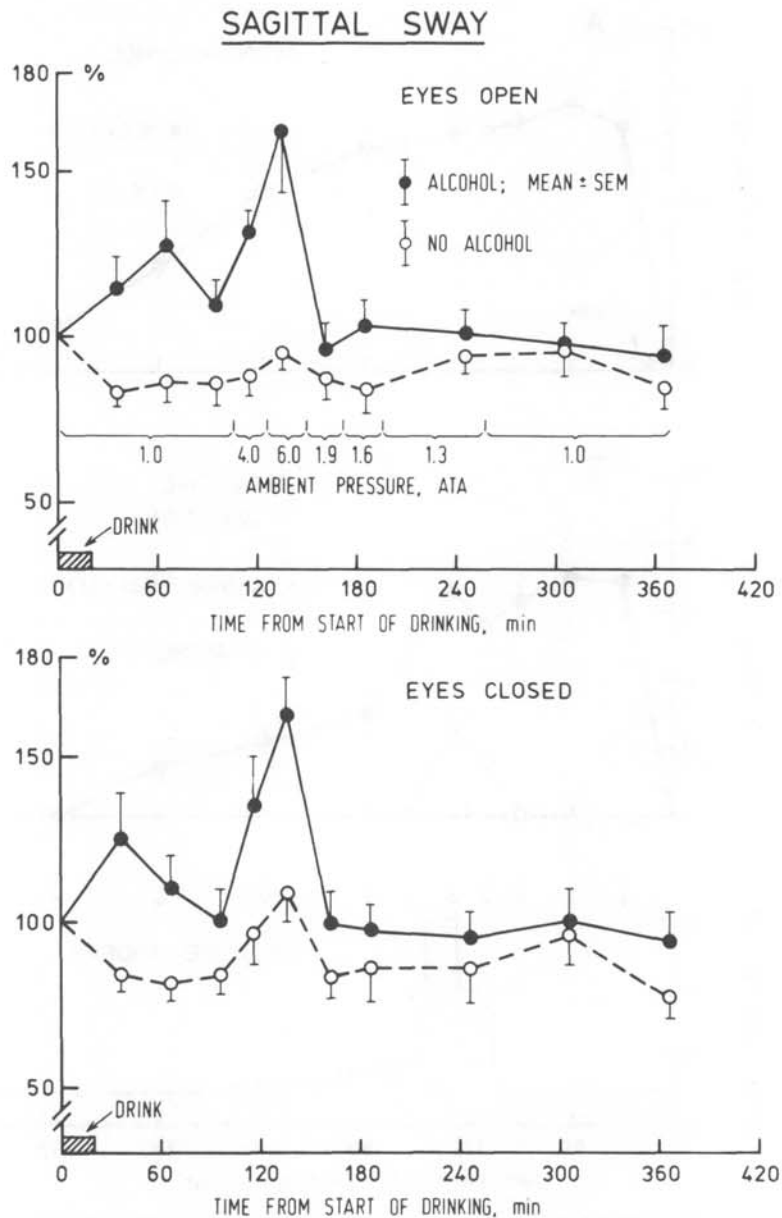 SAGITTAL SWAY
180 %
EYES OPEN
150
ALCOHOL; MEAN ± SEM
NO ALCOHOL
100
1.0 4.0 6.0 1.9 1.6 1.3 1.0
AMBIENT PRESSURE, ATA
50
DRINK
0 60 120 180 240 300 360 420
TIME FROM START OF DRINKING, min
180 %
EYES CLOSED
150
100
50
DRINK
0 60 120 180 240 300 360 420
TIME FROM START OF DRINKING, min